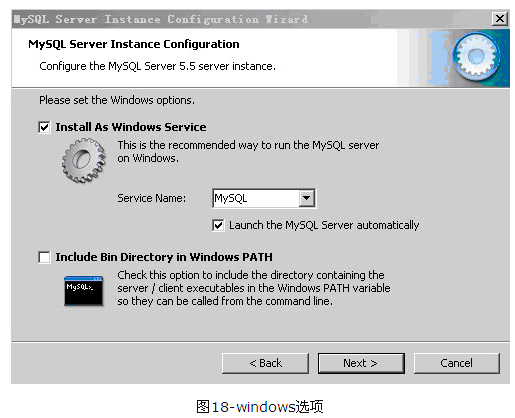 MySQL Server Instance Configuration Wizard
MySQL Server Instance Configuration
Configure the MySQL Server 5.5 server instance.
Please set the Windows options.
Install As Windows Service
This is the recommended way to run the MySQL server
on Windows.
Service Name:
MySQL
Launch the MySQL Server automatically
Include Bin Directory in Windows PATH
MySQL>_
Check this option to include the directory containing the
server / client executables in the Windows PATH variable
so they can be called from the command line.
< Back
Next >
Cancel
图18-windows选项